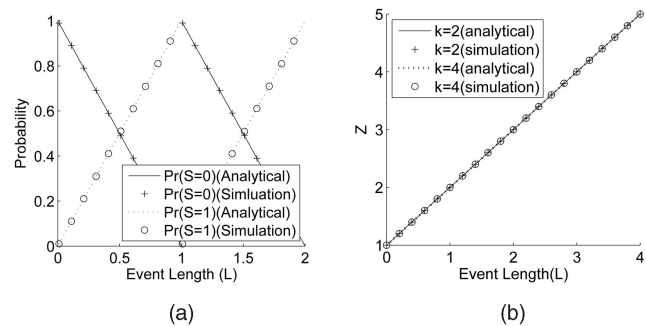 1
0.8
0.6
0.4
0.2
0
0
0.5
1
1.5
2
Probability
Event Length (L)
Pr(S=0)(Analytical)
Pr(S=0)(Simluation)
Pr(S=1)(Analytical)
Pr(S=1)(Simulation)
(a)
5
4
3
2
1
0
1
2
3
4
Z
Event Length(L)
k=2(analytical)
k=2(simulation)
k=4(analytical)
k=4(simulation)
(b)